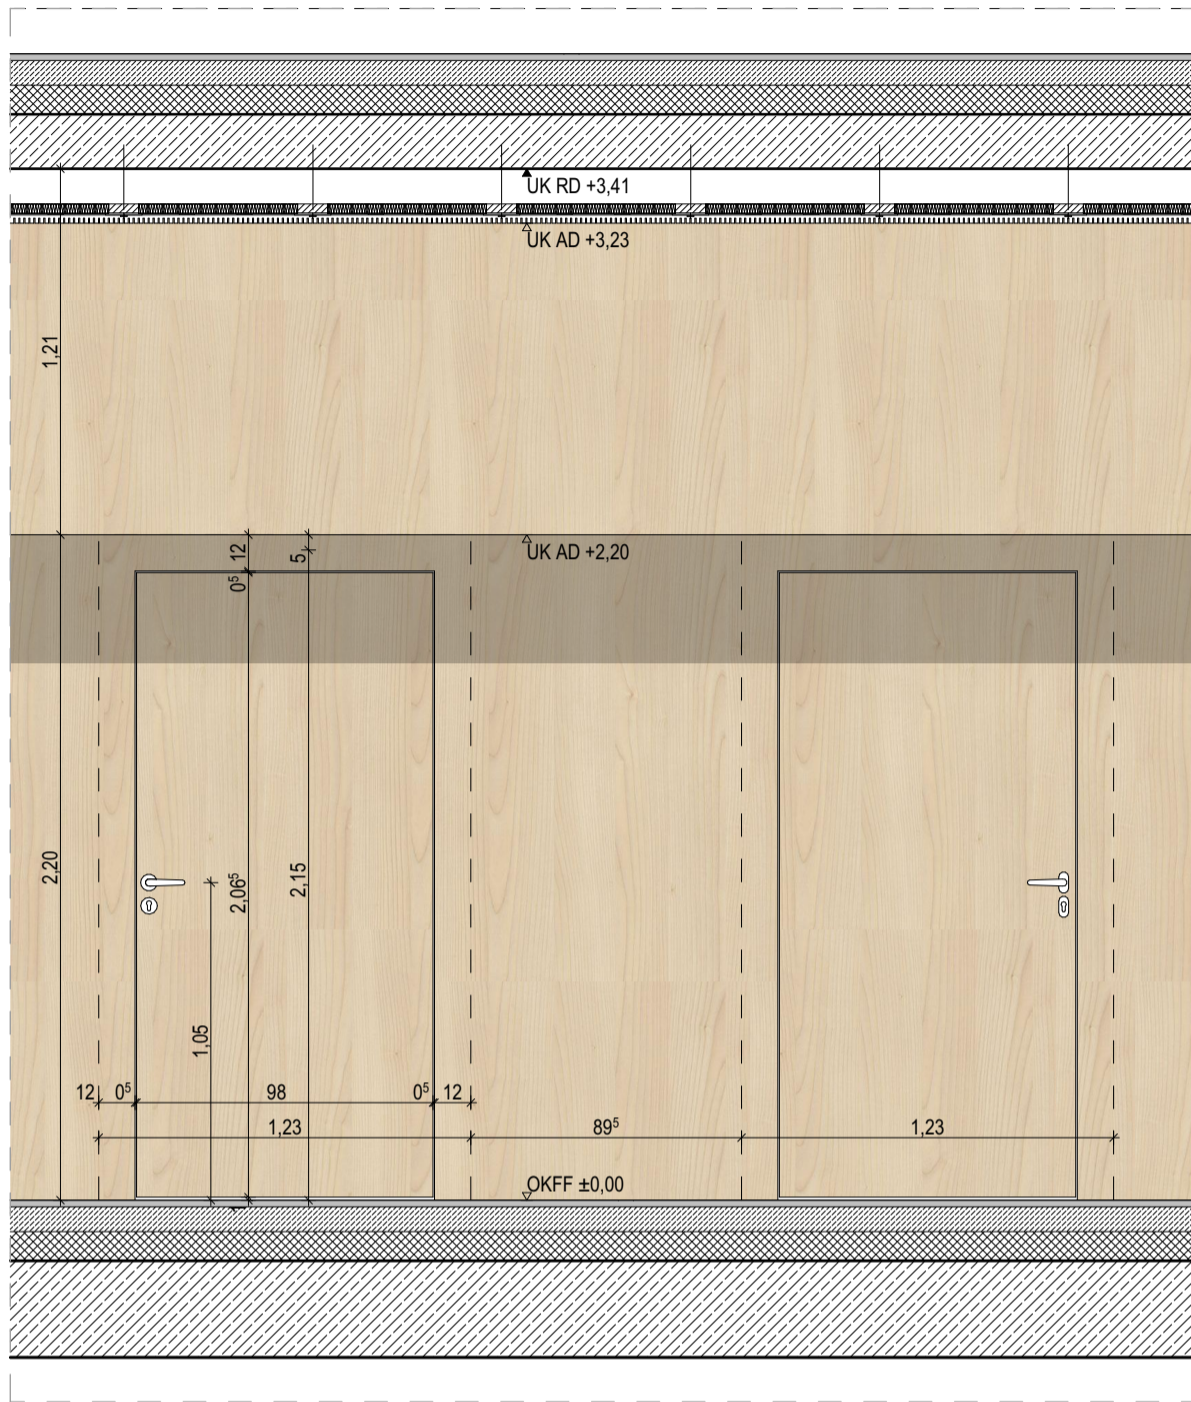 UK RD +3,41
UK AD +3,23
1,21
UK AD +2,20
12
5
0⁵
2,20
2,06⁵
2,15
1,05
12 0⁵ 98 0⁵ 12
1,23 89⁵ 1,23
OKFF ±0,00
1